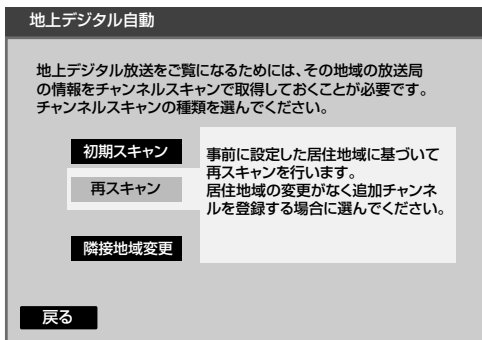 地上デジタル自動
地上デジタル放送をご覧になるためには、その地域の放送局
の情報をチャンネルスキャンで取得しておくことが必要です。
チャンネルスキャンの種類を選んでください。
初期スキャン
再スキャン
隣接地域変更
事前に設定した居住地域に基づいて
再スキャンを行います。
居住地域の変更がなく追加チャンネ
ルを登録する場合に選んでください。
戻る